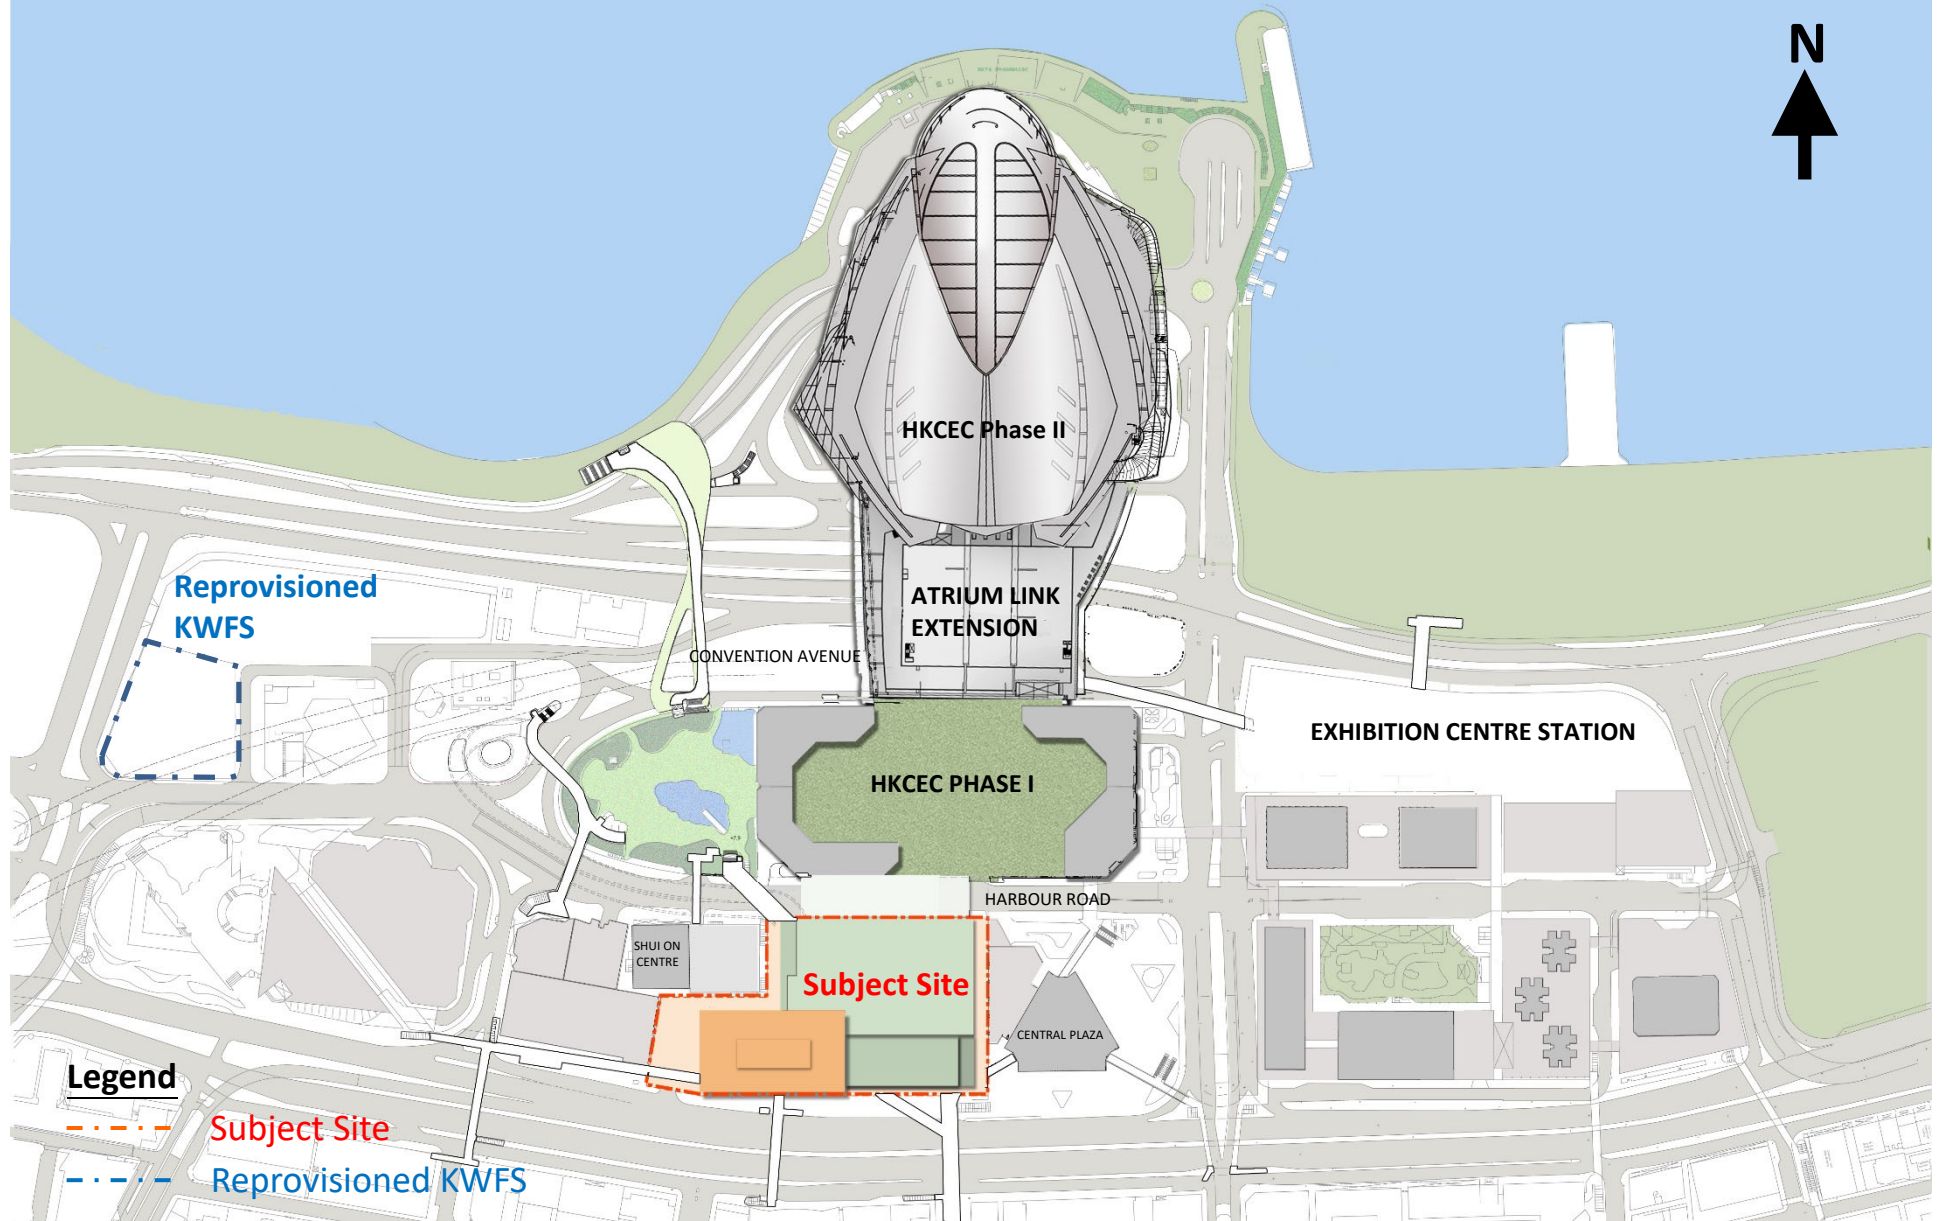 N
HKCEC Phase II
Reprovisioned
KWFS
ATRIUM LINK
EXTENSION
CONVENTION AVENUE
EXHIBITION CENTRE STATION
HKCEC PHASE I
HARBOUR ROAD
SHUI ON
CENTRE
Subject Site
CENTRAL PLAZA
Legend
Subject Site
Reprovisioned KWFS